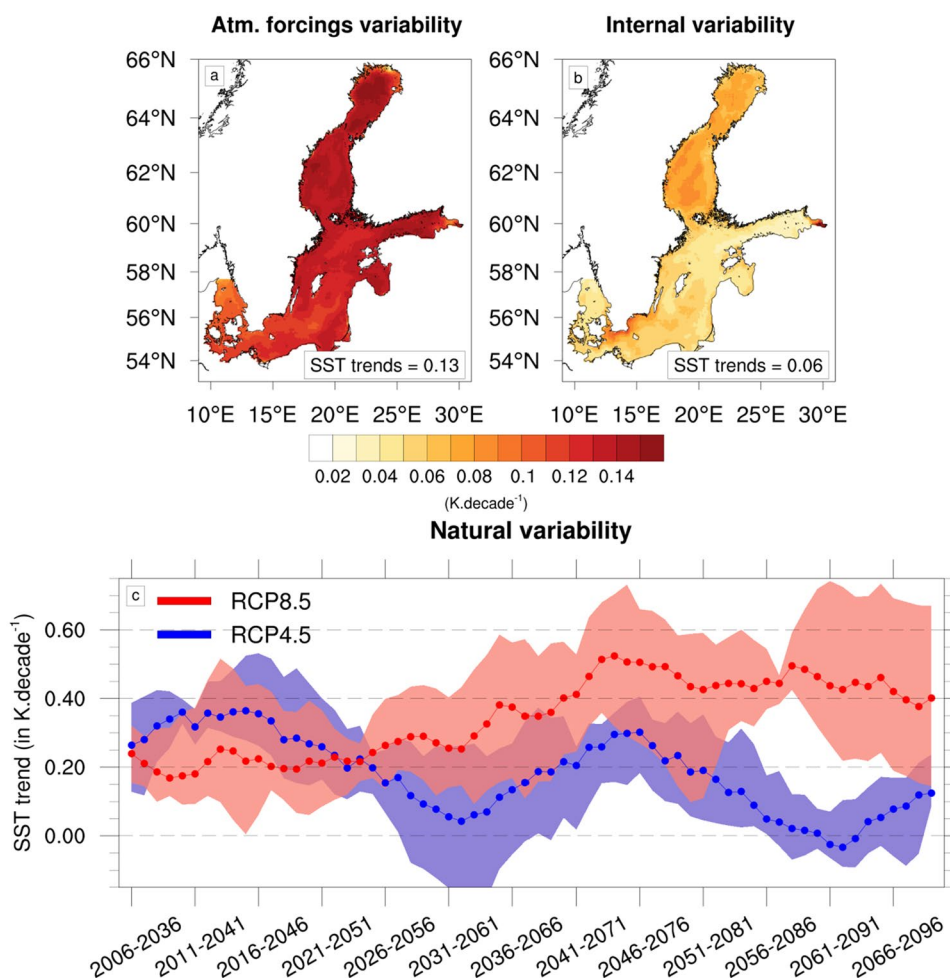 Atm. forcings variability
Internal variability
66°N
64°N
62°N
60°N
58°N
56°N
54°N
a
SST trends = 0.13
10°E 15°E 20°E 25°E 30°E
66°N
64°N
62°N
60°N
58°N
56°N
54°N
b
SST trends = 0.06
10°E 15°E 20°E 25°E 30°E
0.02 0.04 0.06 0.08 0.1 0.12 0.14
(K.decade⁻¹)
Natural variability
c
RCP8.5
RCP4.5
SST trend (in K.decade⁻¹)
0.60
0.40
0.20
0.00
2006-2036
2011-2041
2016-2046
2021-2051
2026-2056
2031-2061
2036-2066
2041-2071
2046-2076
2051-2081
2056-2086
2061-2091
2066-2096